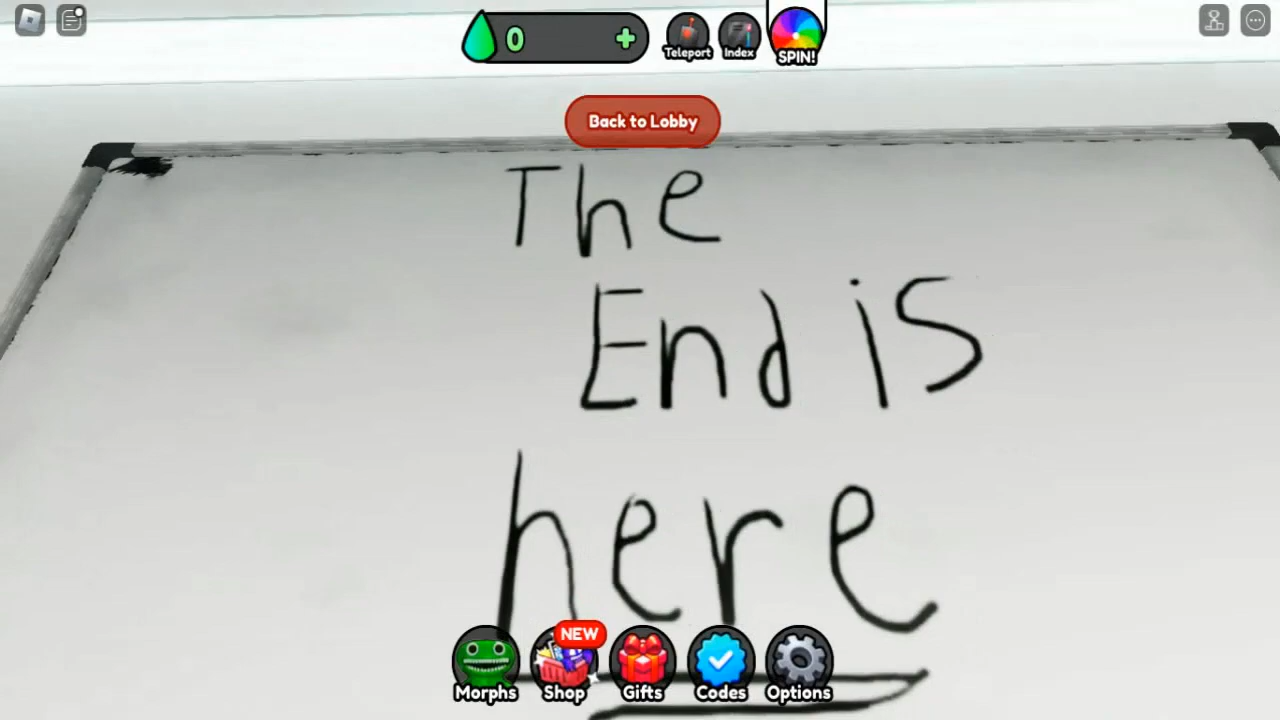 0 +
Teleport Index SPIN!
Back to Lobby
The
End is
here
NEW
Morphs Shop Gifts Codes Options